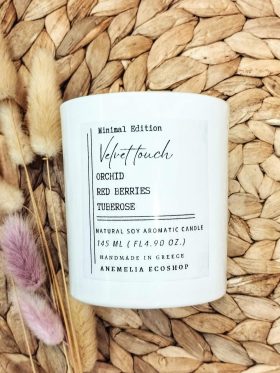 Minimal Edition
Velvet touch
ORCHID
RED BERRIES
TUBEROSE
NATURAL SOY AROMATIC CANDLE
145 ML ( FL4.90 OZ.)
HANDMADE IN GREECE
ANEMELIA ECOSHOP